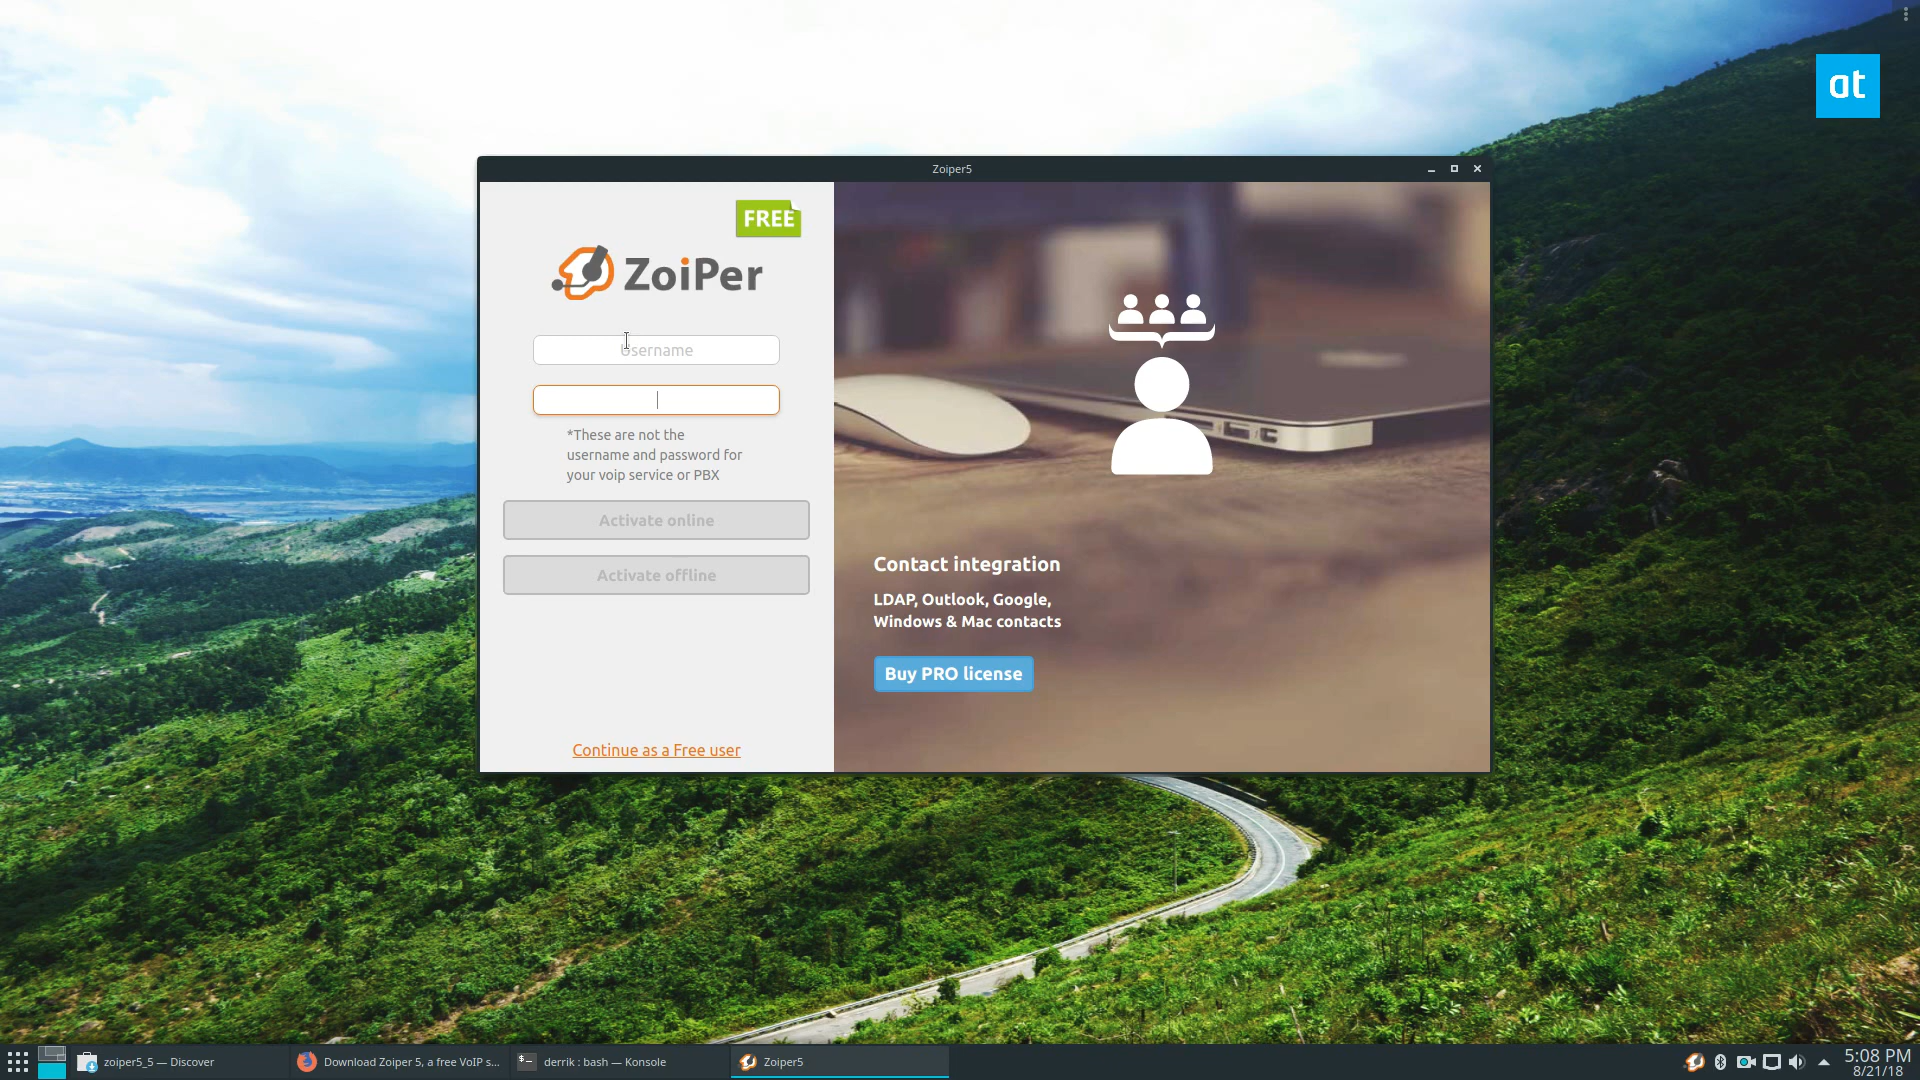 at
Zoiper5
FREE
ZoiPer
Username
*These are not the
username and password for
your voip service or PBX
Activate online
Activate offline
Continue as a Free user
Contact integration
LDAP, Outlook, Google,
Windows & Mac contacts
Buy PRO license
zoiper5_5 — Discover
Download Zoiper 5, a free VoIP s...
derrik : bash — Konsole
Zoiper5
5:08 PM
8/21/18